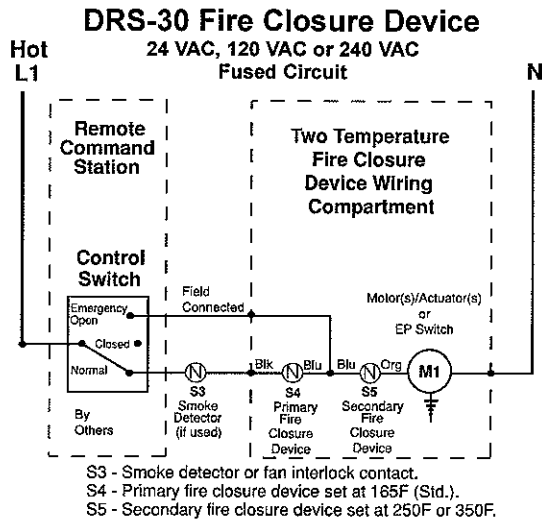 DRS-30 Fire Closure Device
24 VAC, 120 VAC or 240 VAC
Fused Circuit
Hot
L1
N
Remote
Command
Station
Two Temperature
Fire Closure
Device Wiring
Compartment
Control
Switch
Emergency
Open
Closed
Normal
Field
Connected
Motor(s)/Actuator(s)
or
EP Switch
Blk
Blu
Blu
Org
N
N
N
M1
S3
Smoke
Detector
(if used)
S4
Primary
Fire
Closure
Device
S5
Secondary
Fire
Closure
Device
By
Others
S3 - Smoke detector or fan interlock contact.
S4 - Primary fire closure device set at 165F (Std.).
S5 - Secondary fire closure device set at 250F or 350F.